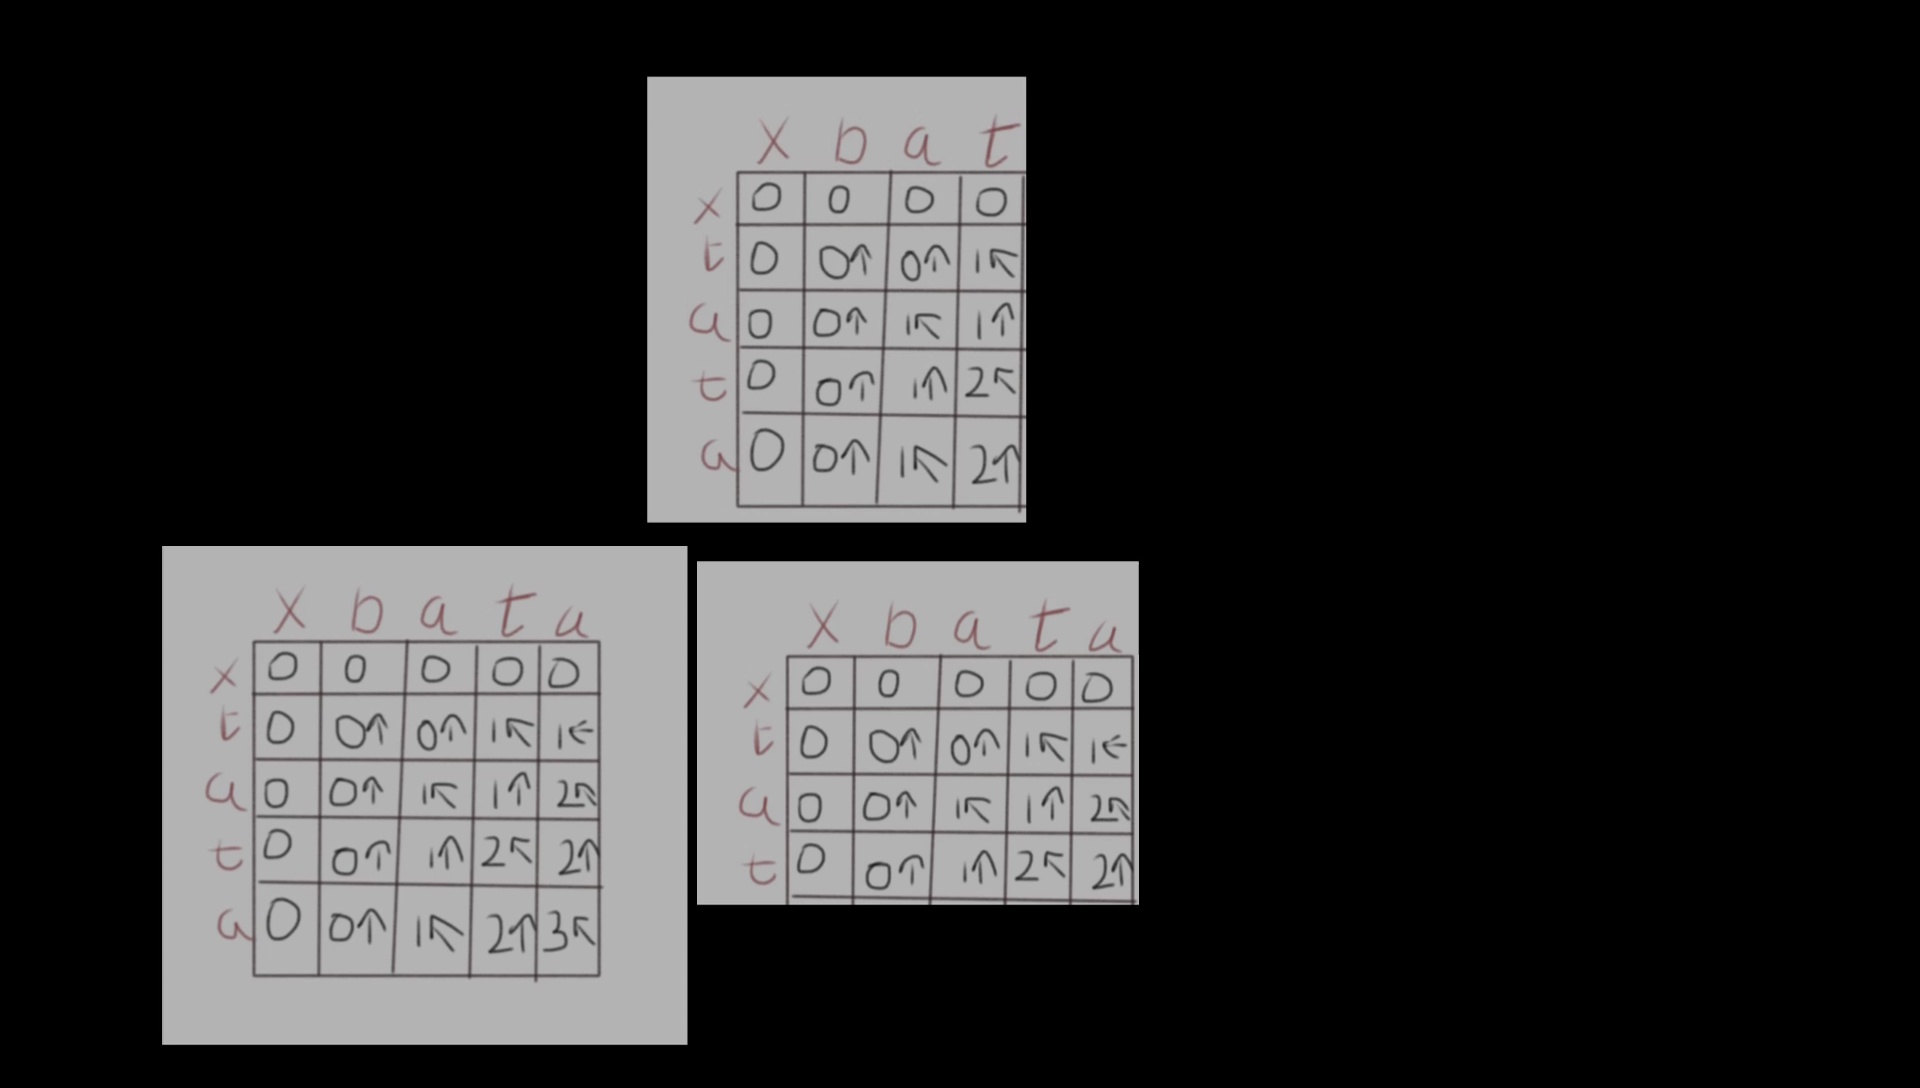 x b a t
x 0 0 0 0
t 0 0↑ 0↑ 1↖
a 0 0↑ 1↖ 1↑
t 0 0↑ 1↑ 2↖
a 0 0↑ 1↖ 2↑
x b a t a
x 0 0 0 0 0
t 0 0↑ 0↑ 1↖ 1←
a 0 0↑ 1↖ 1↑ 2↖
t 0 0↑ 1↑ 2↖ 2↑
a 0 0↑ 1↖ 2↑ 3↖
x b a t a
x 0 0 0 0 0
t 0 0↑ 0↑ 1↖ 1←
a 0 0↑ 1↖ 1↑ 2↖
t 0 0↑ 1↑ 2↖ 2↑